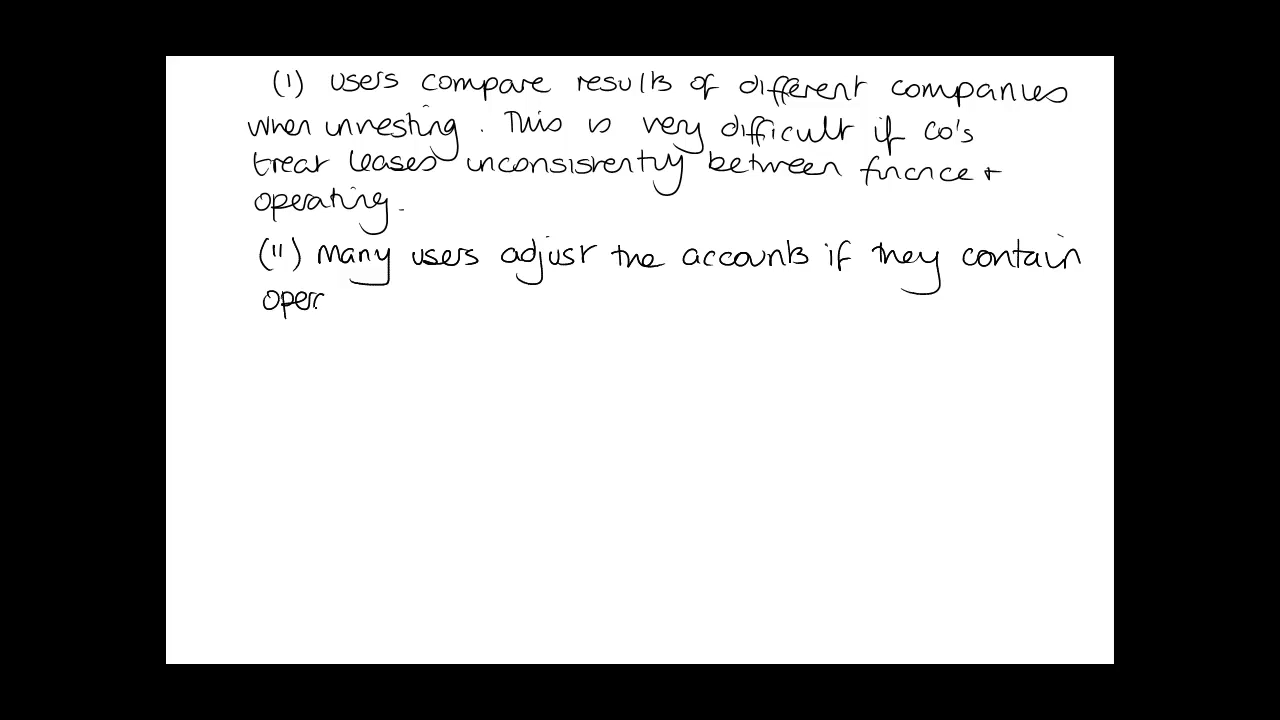 (i) users compare results of different companies
when investing. This is very difficult if co's
treat leases inconsistently between finance +
operating.
(ii) Many users adjust the accounts if they contain
opera